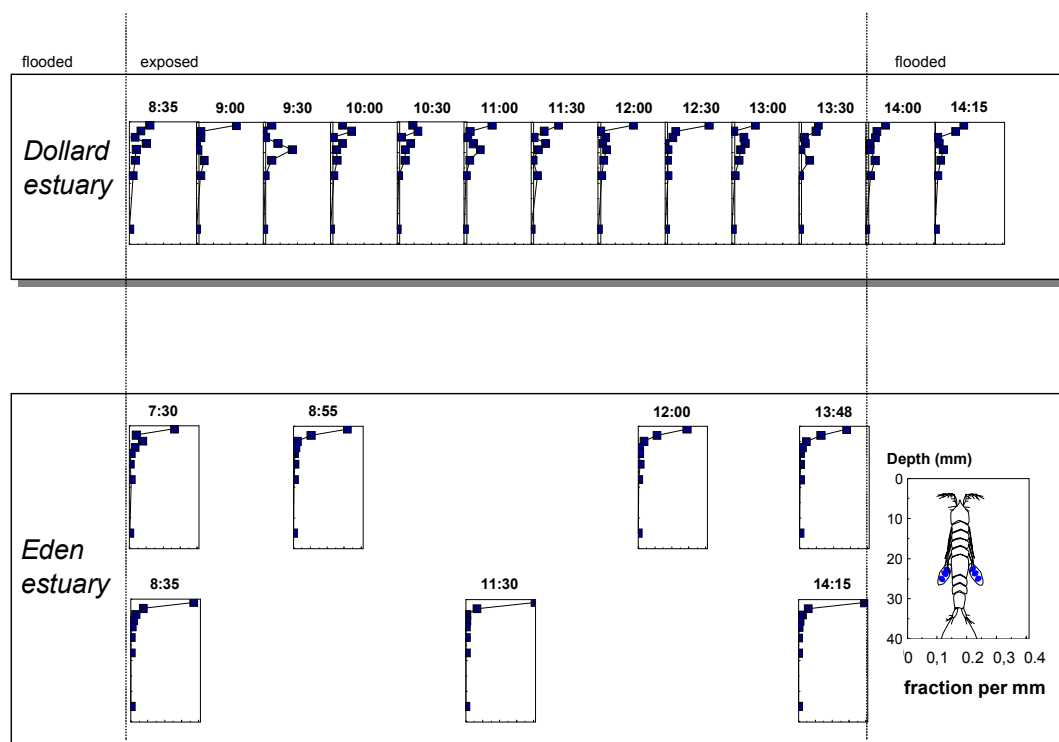 flooded exposed flooded
8:35 9:00 9:30 10:00 10:30 11:00 11:30 12:00 12:30 13:00 13:30 14:00 14:15
Dollard
estuary
7:30 8:55 12:00 13:48
Depth (mm)
0
10
20
30
40
0 0,1 0.2 0,3 0.4
fraction per mm
Eden
estuary
8:35 11:30 14:15